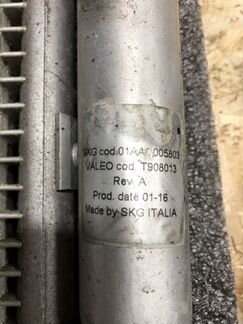 SKG cod.01AAC005803
VALEO cod. T908013
Rev. A
Prod. date 01-16
Made by SKG ITALIA